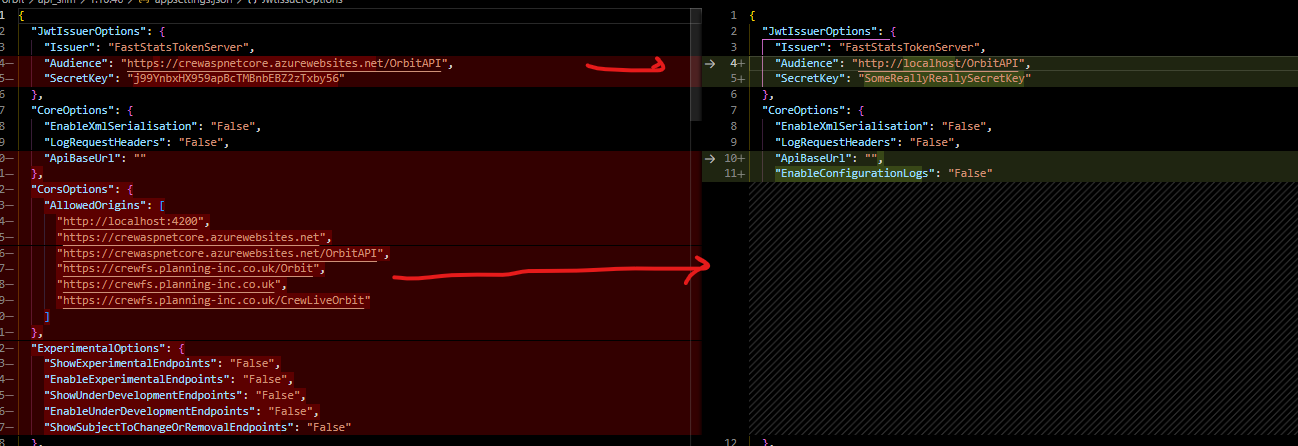 orbit / api_slim / 1.18.46 / appsettings.json / JwtIssuerOptions
1 {
2 "JwtIssuerOptions": {
3 "Issuer": "FastStatsTokenServer",
4— "Audience": "https://crewaspnetcore.azurewebsites.net/OrbitAPI",
5— "SecretKey": "j99YnbxHX959apBcTMBnbEBZ2zTxby56"
6 },
7 "CoreOptions": {
8 "EnableXmlSerialisation": "False",
9 "LogRequestHeaders": "False",
0— "ApiBaseUrl": ""
1— },
2— "CorsOptions": {
3— "AllowedOrigins": [
4— "http://localhost:4200",
5— "https://crewaspnetcore.azurewebsites.net",
6— "https://crewaspnetcore.azurewebsites.net/OrbitAPI",
7— "https://crewfs.planning-inc.co.uk/Orbit",
8— "https://crewfs.planning-inc.co.uk",
9— "https://crewfs.planning-inc.co.uk/CrewLiveOrbit"
0— ]
1— },
2— "ExperimentalOptions": {
3— "ShowExperimentalEndpoints": "False",
4— "EnableExperimentalEndpoints": "False",
5— "ShowUnderDevelopmentEndpoints": "False",
6— "EnableUnderDevelopmentEndpoints": "False",
7— "ShowSubjectToChangeOrRemovalEndpoints": "False"
8 },
1 {
2 "JwtIssuerOptions": {
3 "Issuer": "FastStatsTokenServer",
→ 4+ "Audience": "http://localhost/OrbitAPI",
5+ "SecretKey": "SomeReallyReallySecretKey"
6 },
7 "CoreOptions": {
8 "EnableXmlSerialisation": "False",
9 "LogRequestHeaders": "False",
→ 10+ "ApiBaseUrl": "",
11+ "EnableConfigurationLogs": "False"
12 },